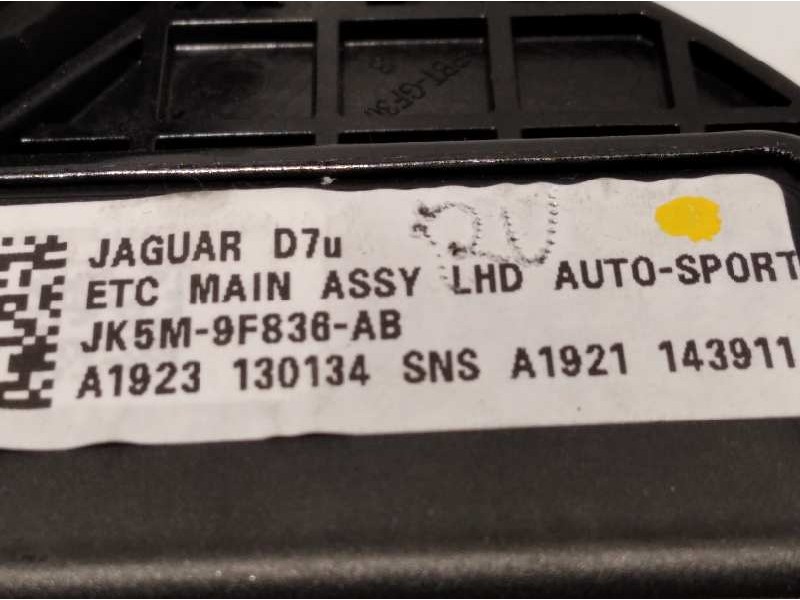 JAGUAR D7u
ETC MAIN ASSY LHD AUTO-SPORT
JK5M-9F836-AB
A1923 130134 SNS A1921 143911